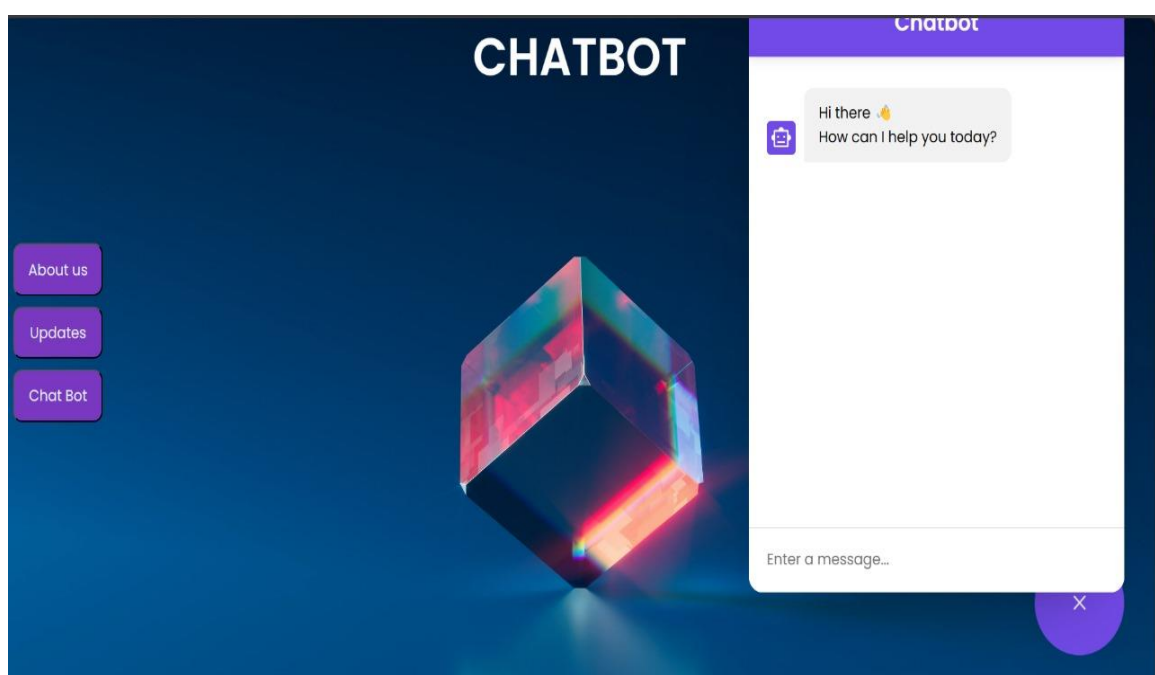 CHATBOT
Chatbot
Hi there 👋
How can I help you today?
About us
Updates
Chat Bot
Enter a message...